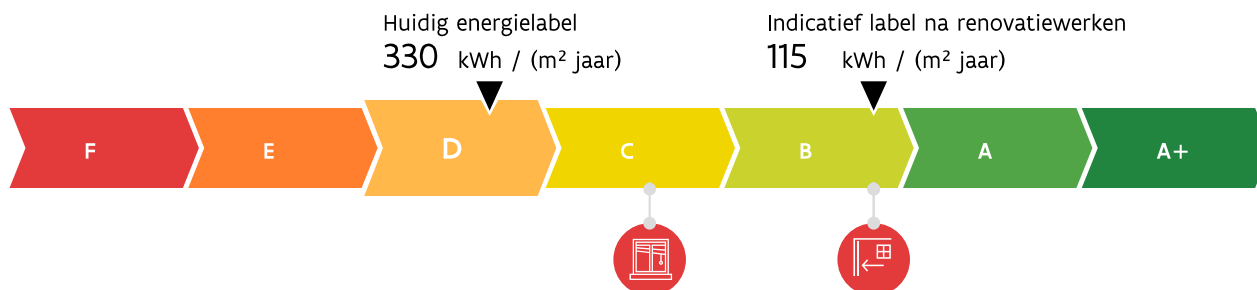 Huidig energielabel
330 kWh / (m² jaar)
Indicatief label na renovatiewerken
115 kWh / (m² jaar)
F E D C B A A+